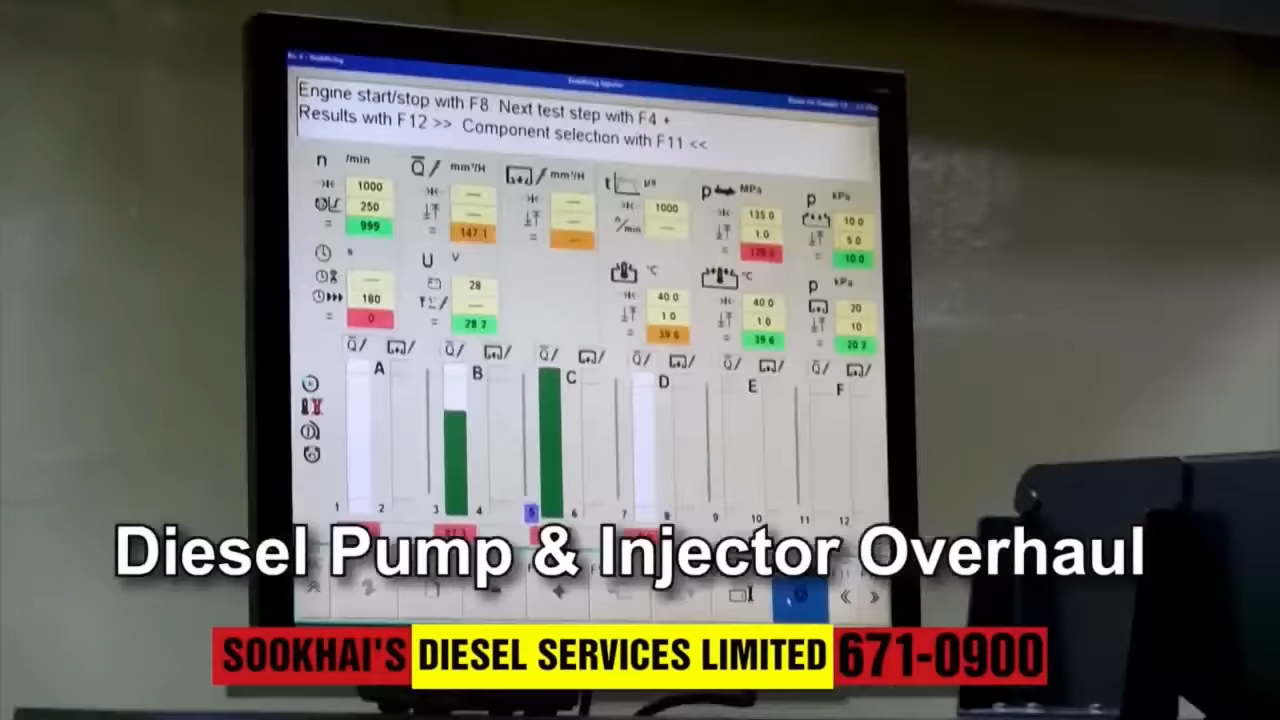 Engine start/stop with F8 Next test step with F4 +
Results with F12 >> Component selection with F11 <<
n /min
Q / mm³/H
/ mm³/H
t µs
p MPa
p kPa
1000
250
= 999
= 147.1
1000
n/min
135 0
1.0
10 0
5 0
= 10.0
s
U V
°C
°C
p kPa
180
= 0
28
= 28 2
40 0
1 0
= 39 6
40 0
1 0
= 39.6
20
10
= 20 2
Q/ Q/ Q/ Q/ Q/ Q/
A B C D E F
1 2 3 4 5 6 7 8 9 10 11 12
Diesel Pump & Injector Overhaul
SOOKHAI'S DIESEL SERVICES LIMITED 671-0900